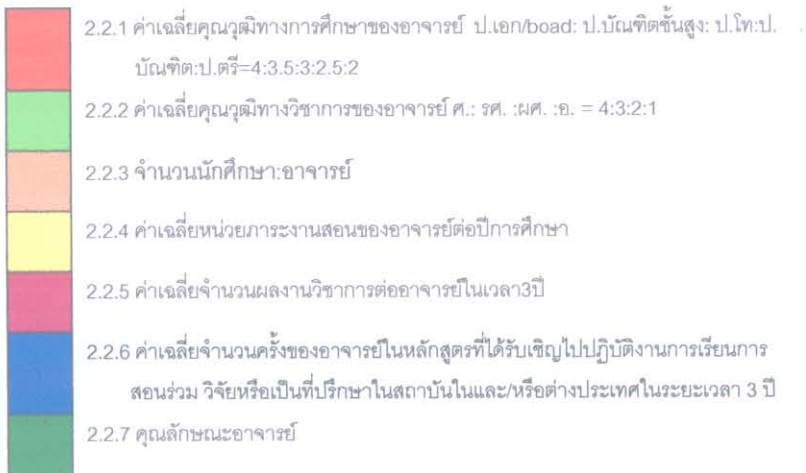 2.2.1 ค่าเฉลี่ยคุณวุฒิทางการศึกษาของอาจารย์ ป.เอก/boad: ป.บัณฑิตชั้นสูง: ป.โท:ป.
บัณฑิต:ป.ตรี=4:3.5:3:2.5:2
2.2.2 ค่าเฉลี่ยคุณวุฒิทางวิชาการของอาจารย์ ศ.: รศ. :ผศ. :อ. = 4:3:2:1
2.2.3 จำนวนนักศึกษา:อาจารย์
2.2.4 ค่าเฉลี่ยหน่วยภาระงานสอนของอาจารย์ต่อปีการศึกษา
2.2.5 ค่าเฉลี่ยจำนวนผลงานวิชาการต่ออาจารย์ในเวลา3ปี
2.2.6 ค่าเฉลี่ยจำนวนครั้งของอาจารย์ในหลักสูตรที่ได้รับเชิญไปปฏิบัติงานการเรียนการ
สอนร่วม วิจัยหรือเป็นที่ปรึกษาในสถาบันในและ/หรือต่างประเทศในระยะเวลา 3 ปี
2.2.7 คุณลักษณะอาจารย์